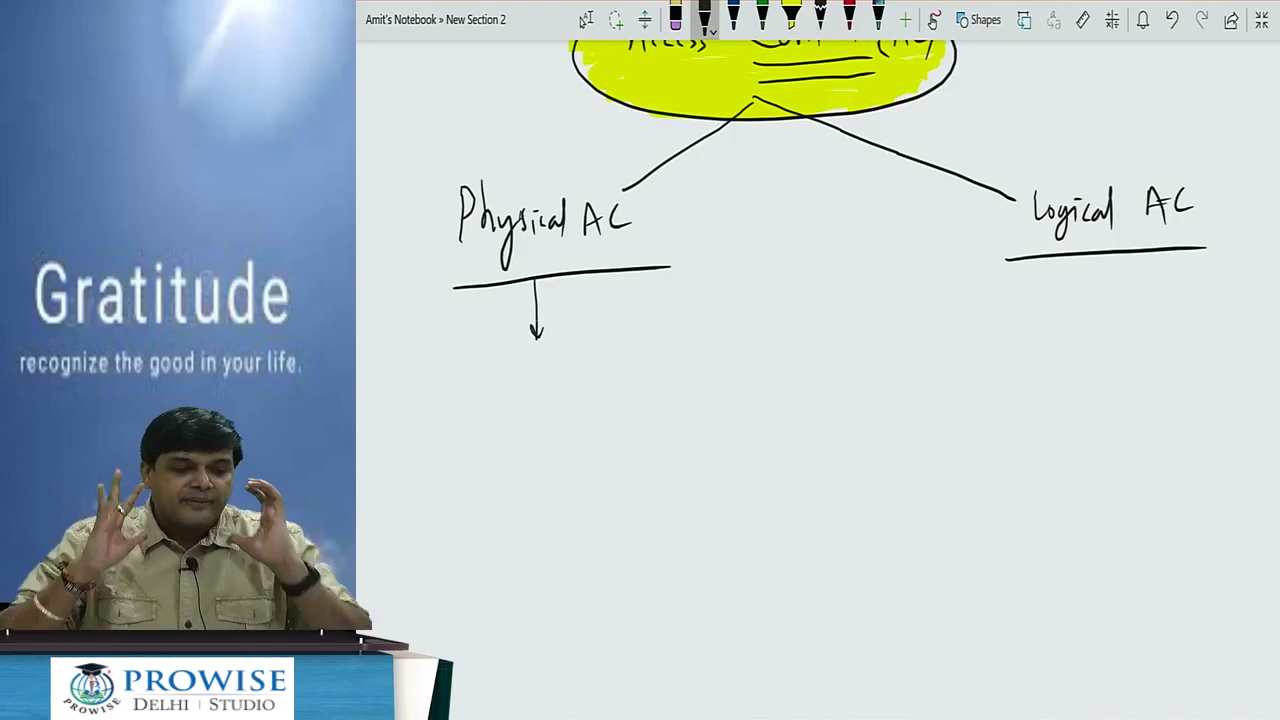 Amit's Notebook » New Section 2
Shapes
Access
Physical AC
Logical AC
Gratitude
recognize the good in your life.
PROWISE
PROWISE
DELHI | STUDIO